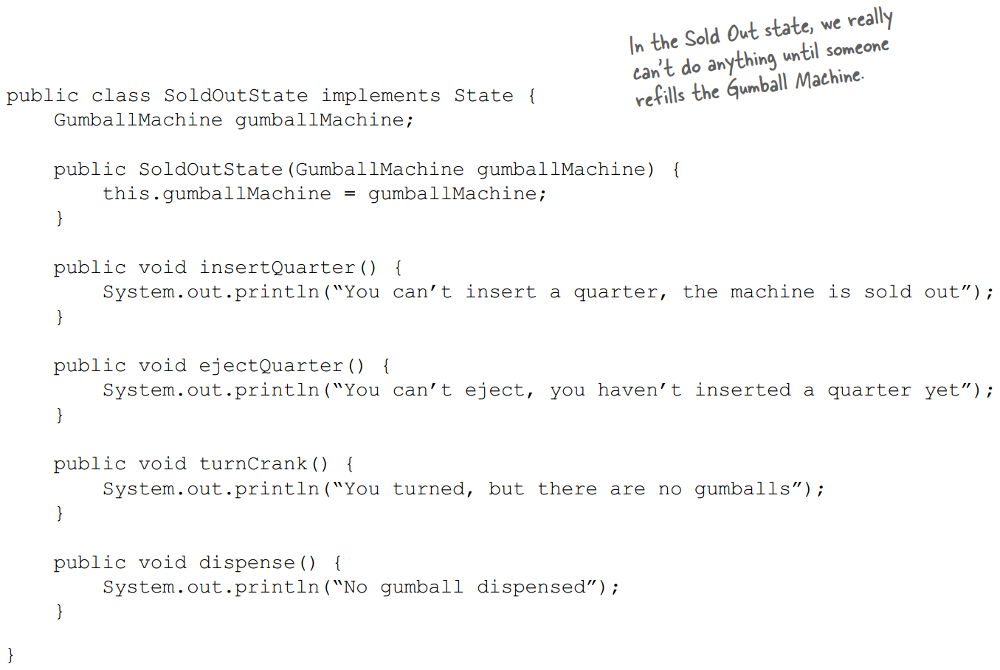 In the Sold Out state, we really
can't do anything until someone
refills the Gumball Machine.
public class SoldOutState implements State {
    GumballMachine gumballMachine;

    public SoldOutState(GumballMachine gumballMachine) {
        this.gumballMachine = gumballMachine;
    }

    public void insertQuarter() {
        System.out.println(“You can’t insert a quarter, the machine is sold out”);
    }

    public void ejectQuarter() {
        System.out.println(“You can’t eject, you haven’t inserted a quarter yet”);
    }

    public void turnCrank() {
        System.out.println(“You turned, but there are no gumballs”);
    }

    public void dispense() {
        System.out.println(“No gumball dispensed”);
    }

}